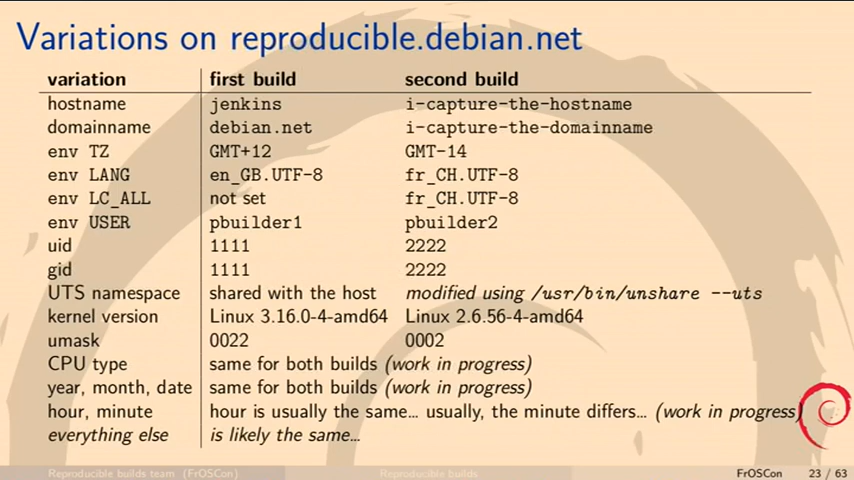 Variations on reproducible.debian.net
variation first build second build
hostname jenkins i-capture-the-hostname
domainname debian.net i-capture-the-domainname
env TZ GMT+12 GMT-14
env LANG en_GB.UTF-8 fr_CH.UTF-8
env LC_ALL not set fr_CH.UTF-8
env USER pbuilder1 pbuilder2
uid 1111 2222
gid 1111 2222
UTS namespace shared with the host modified using /usr/bin/unshare --uts
kernel version Linux 3.16.0-4-amd64 Linux 2.6.56-4-amd64
umask 0022 0002
CPU type same for both builds (work in progress)
year, month, date same for both builds (work in progress)
hour, minute hour is usually the same... usually, the minute differs... (work in progress)
everything else is likely the same...
Reproducible builds team (FrOSCon) Reproducible builds FrOSCon 23 / 63